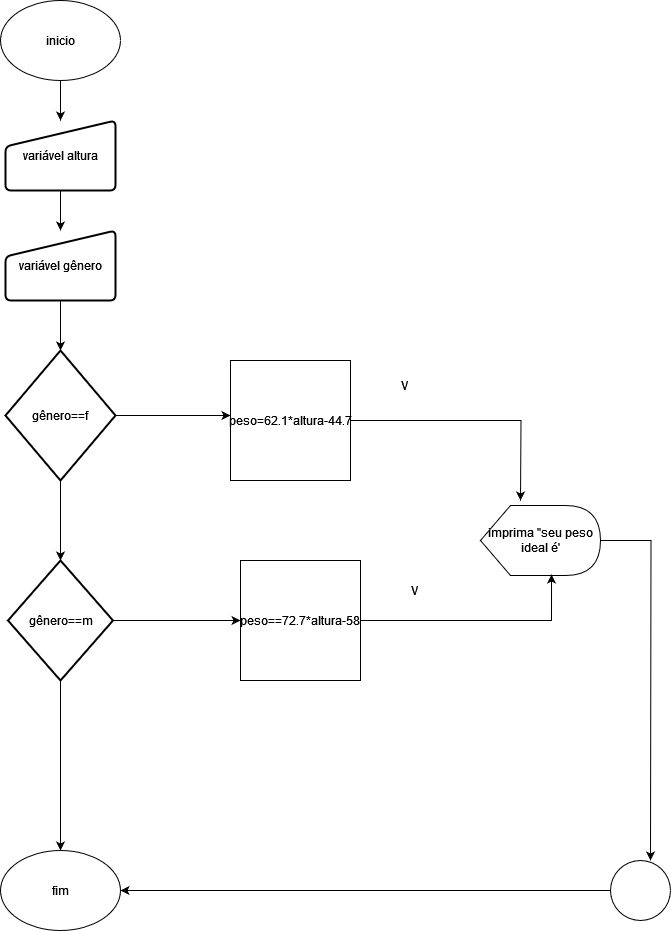 inicio
variável altura
variável gênero
gênero==f
peso=62.1*altura-44.7
V
imprima "seu peso
ideal é'
gênero==m
peso==72.7*altura-58
V
fim